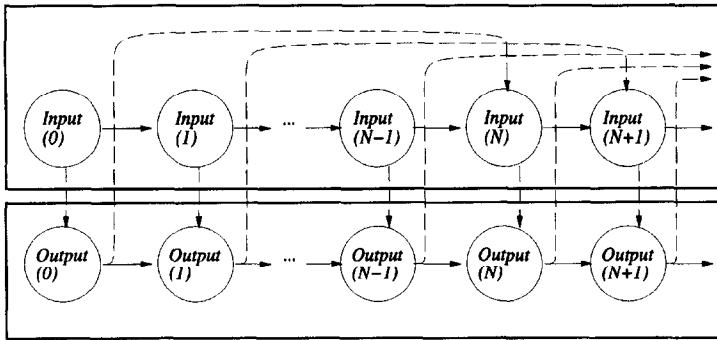 Input
(0)
Input
(1)
...
Input
(N–1)
Input
(N)
Input
(N+1)
Output
(0)
Output
(1)
...
Output
(N–1)
Output
(N)
Output
(N+1)